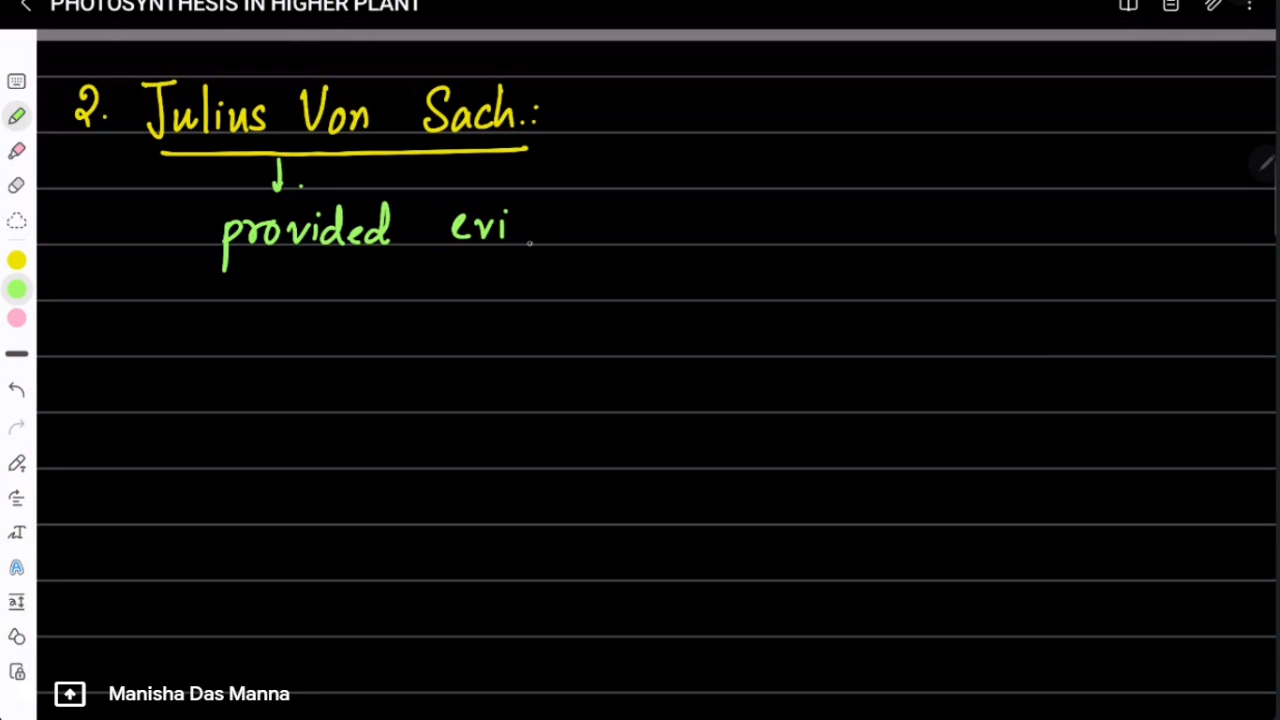 PHOTOSYNTHESIS IN HIGHER PLANT
2. Julius Von Sach.:
provided evi
Manisha Das Manna